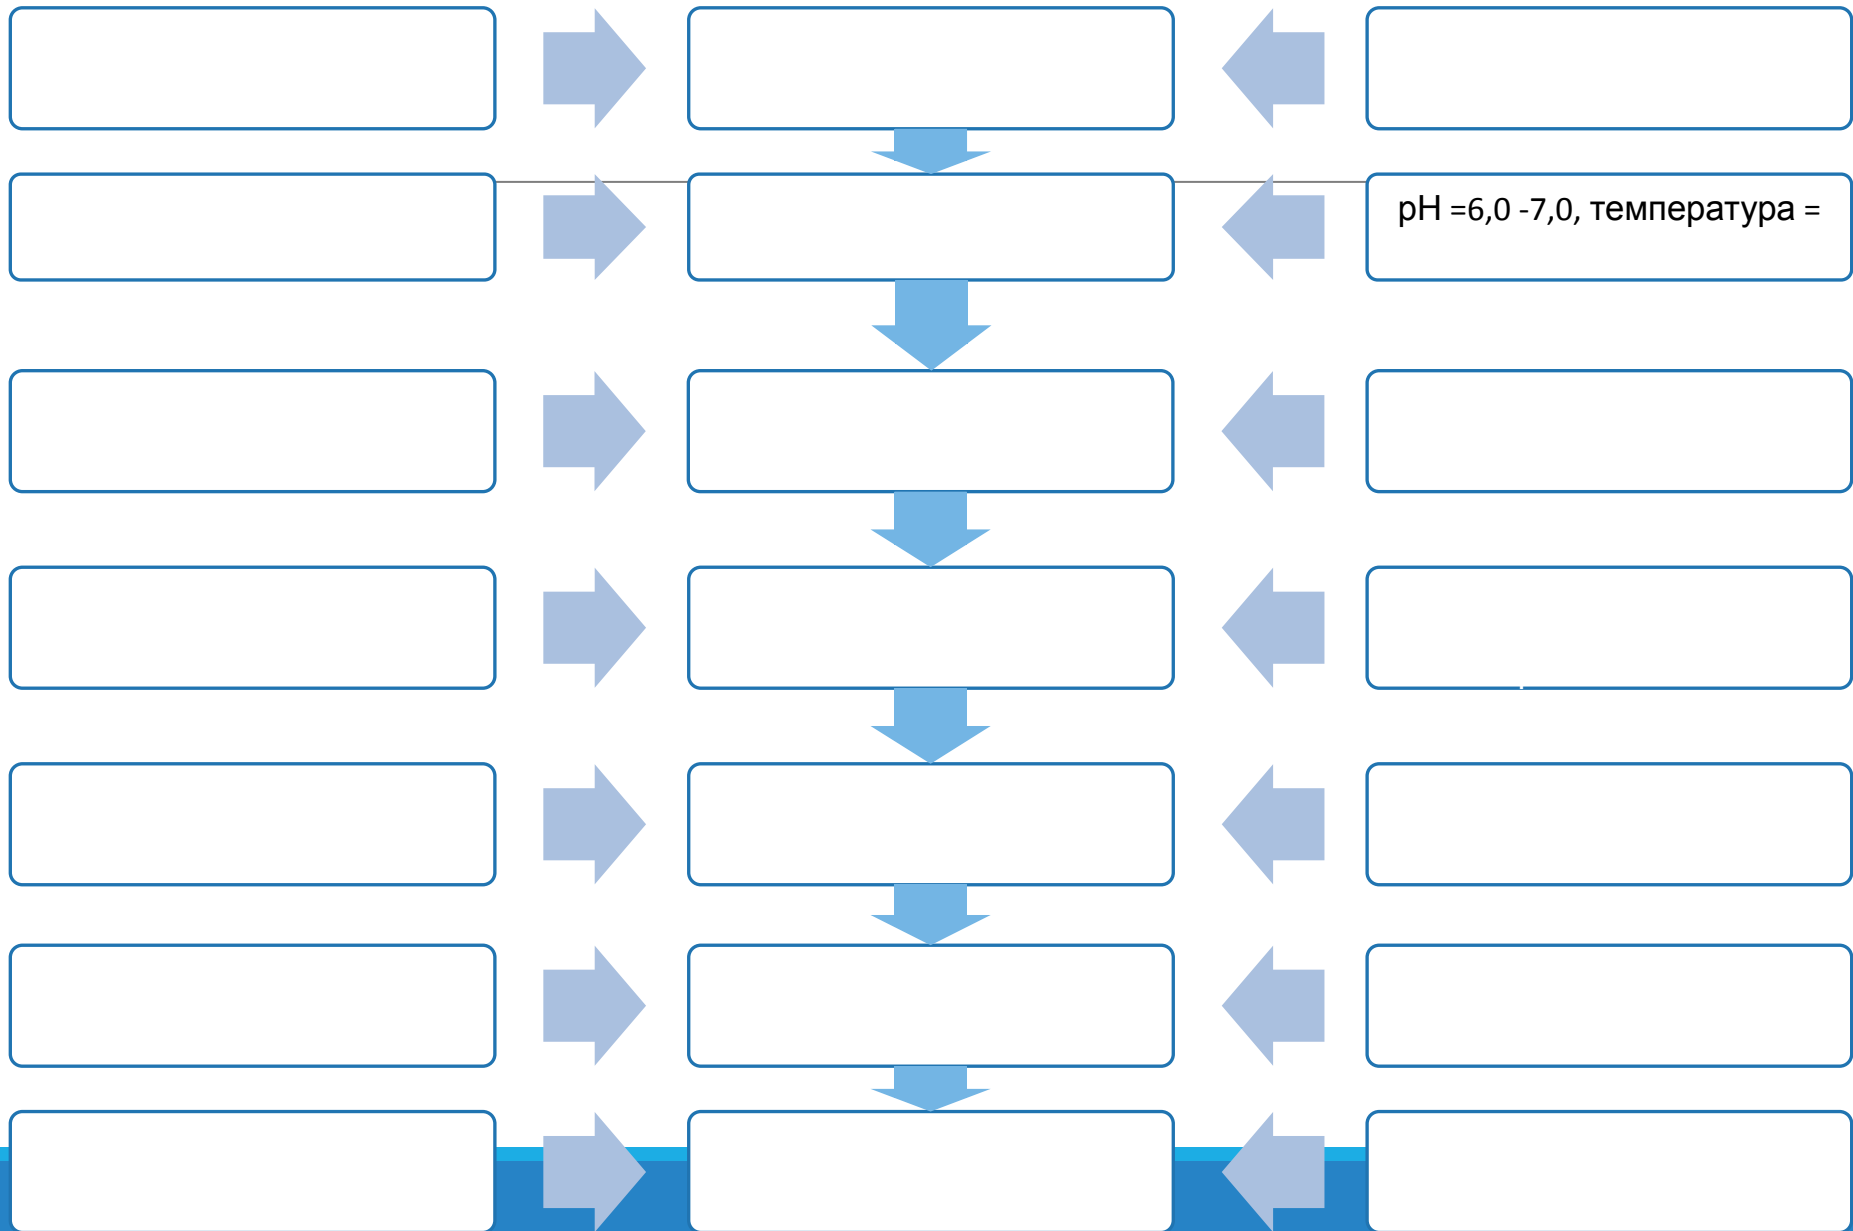 pH =6,0 -7,0, температура =